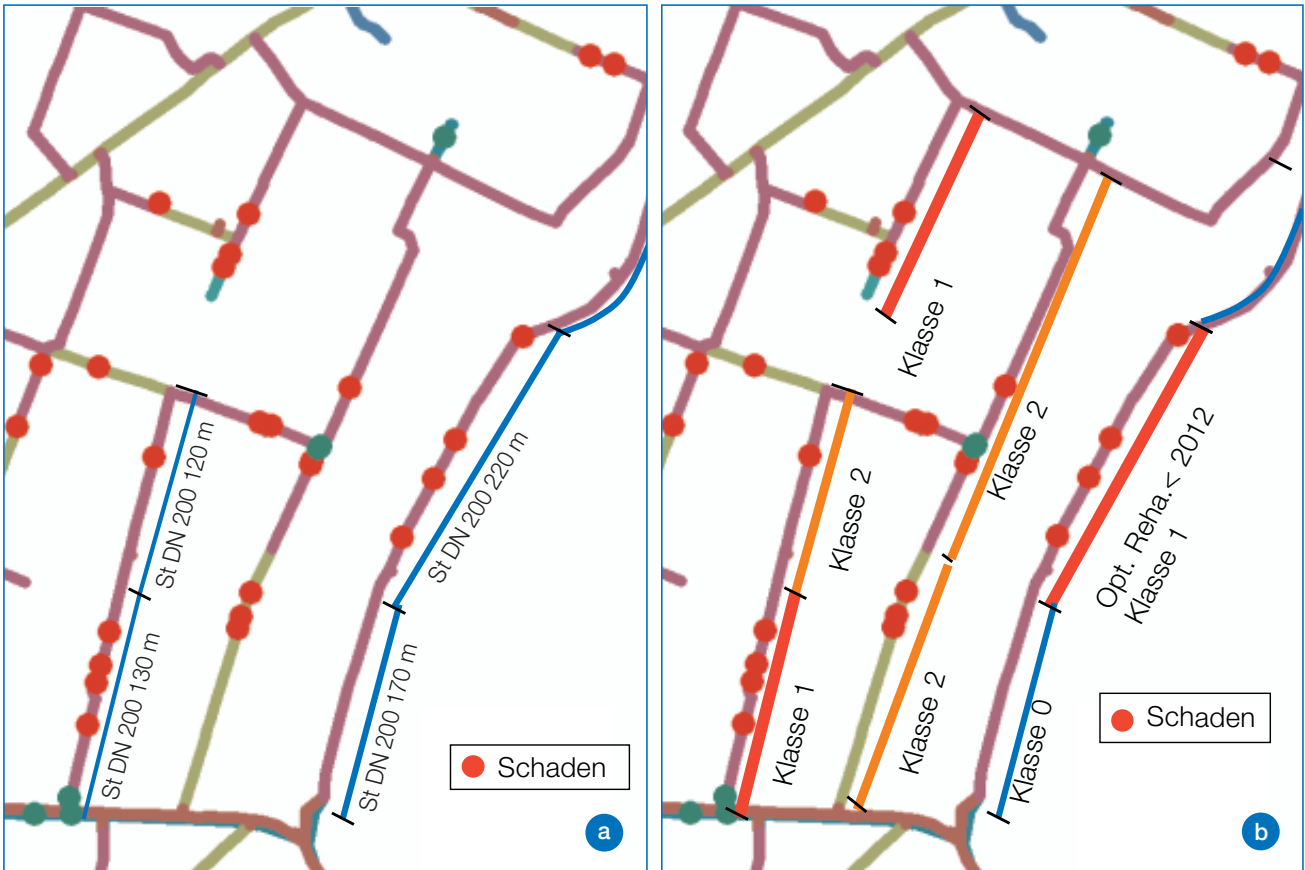 St DN 200 120 m
St DN 200 130 m
St DN 200 220 m
St DN 200 170 m
Schaden
a
Klasse 1
Klasse 2
Klasse 2
Klasse 1
Klasse 2
Opt. Reha.< 2012
Klasse 1
Klasse 0
Schaden
b